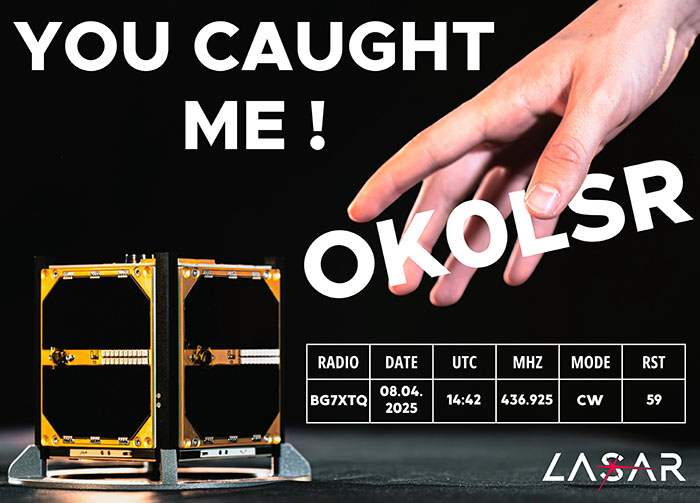 YOU CAUGHT
ME !
OK0LSR
RADIO DATE UTC MHZ MODE RST
BG7XTQ 08.04. 2025 14:42 436.925 CW 59
LASAR